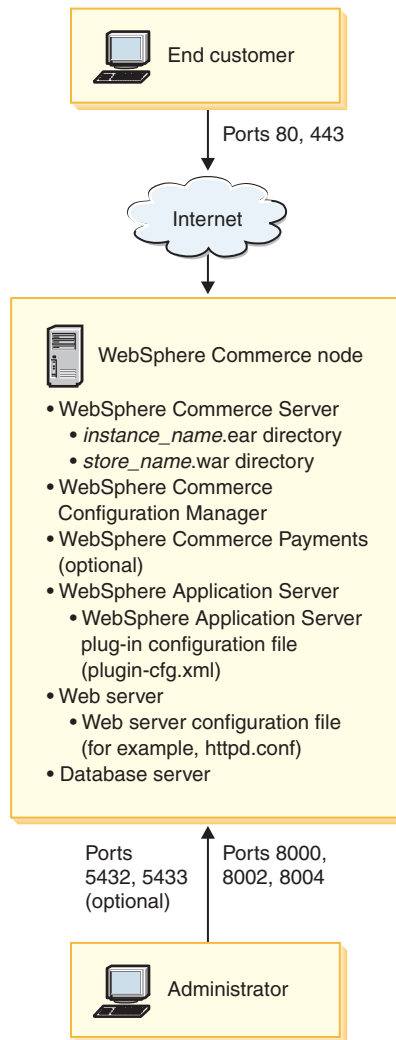 End customer
Ports 80, 443
Internet
WebSphere Commerce node
• WebSphere Commerce Server
• instance_name.ear directory
• store_name.war directory
• WebSphere Commerce
Configuration Manager
• WebSphere Commerce Payments
(optional)
• WebSphere Application Server
• WebSphere Application Server
plug-in configuration file
(plugin-cfg.xml)
• Web server
• Web server configuration file
(for example, httpd.conf)
• Database server
Ports
5432, 5433
(optional)
Ports 8000,
8002, 8004
Administrator